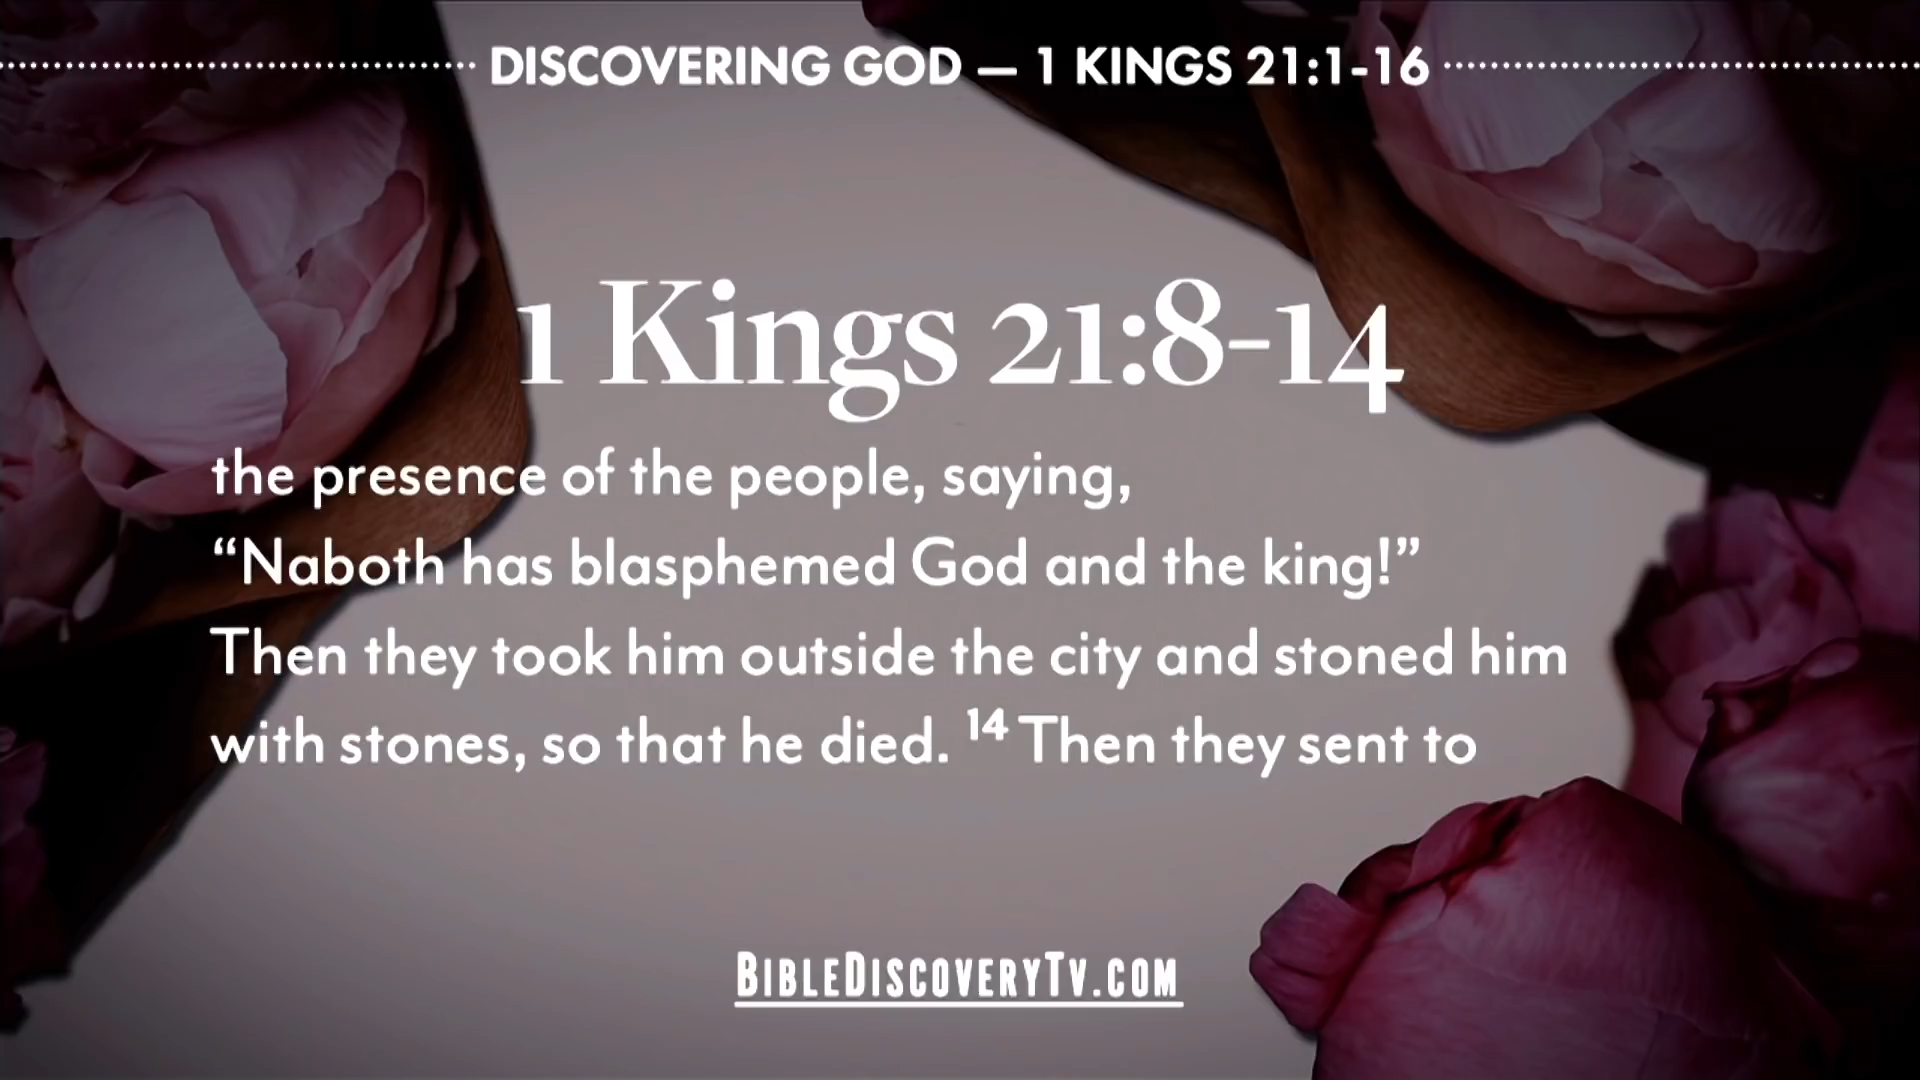 DISCOVERING GOD — 1 KINGS 21:1-16
1 Kings 21:8-14
the presence of the people, saying,
“Naboth has blasphemed God and the king!”
Then they took him outside the city and stoned him
with stones, so that he died. 14 Then they sent to
BIBLEDISCOVERYTV.COM